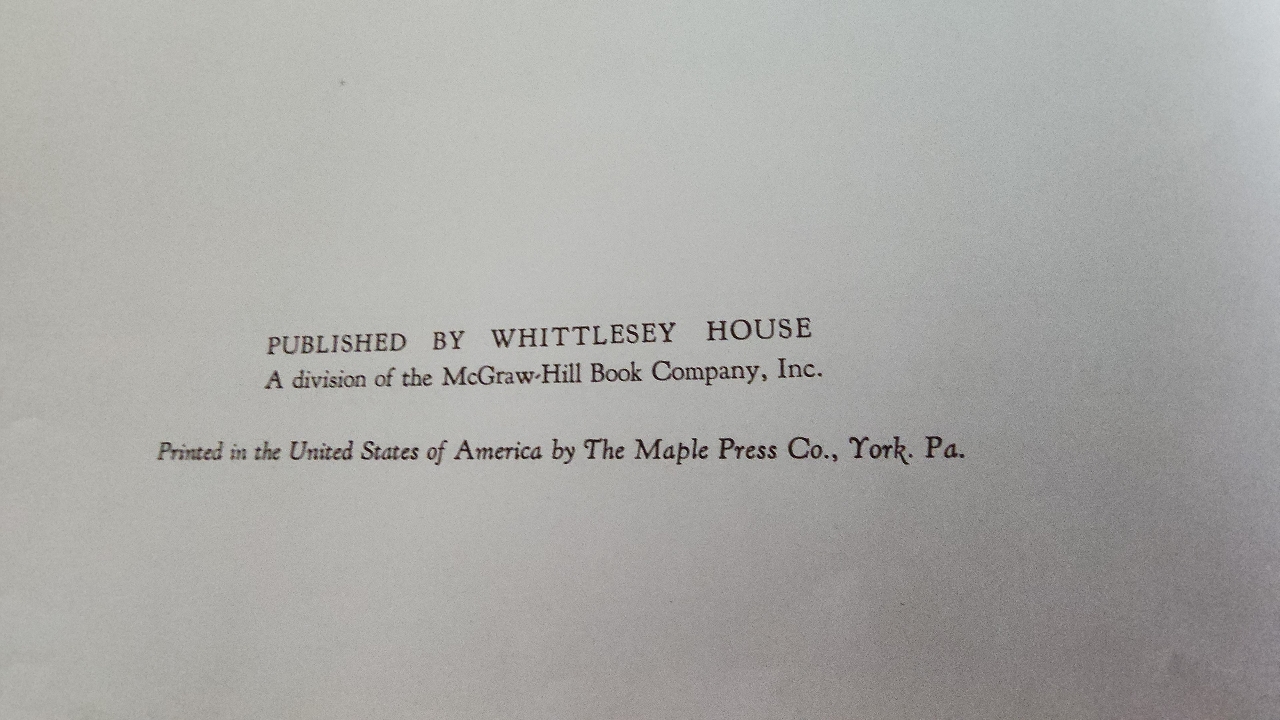 PUBLISHED BY WHITTLESEY HOUSE
A division of the McGraw-Hill Book Company, Inc.
Printed in the United States of America by The Maple Press Co., York. Pa.